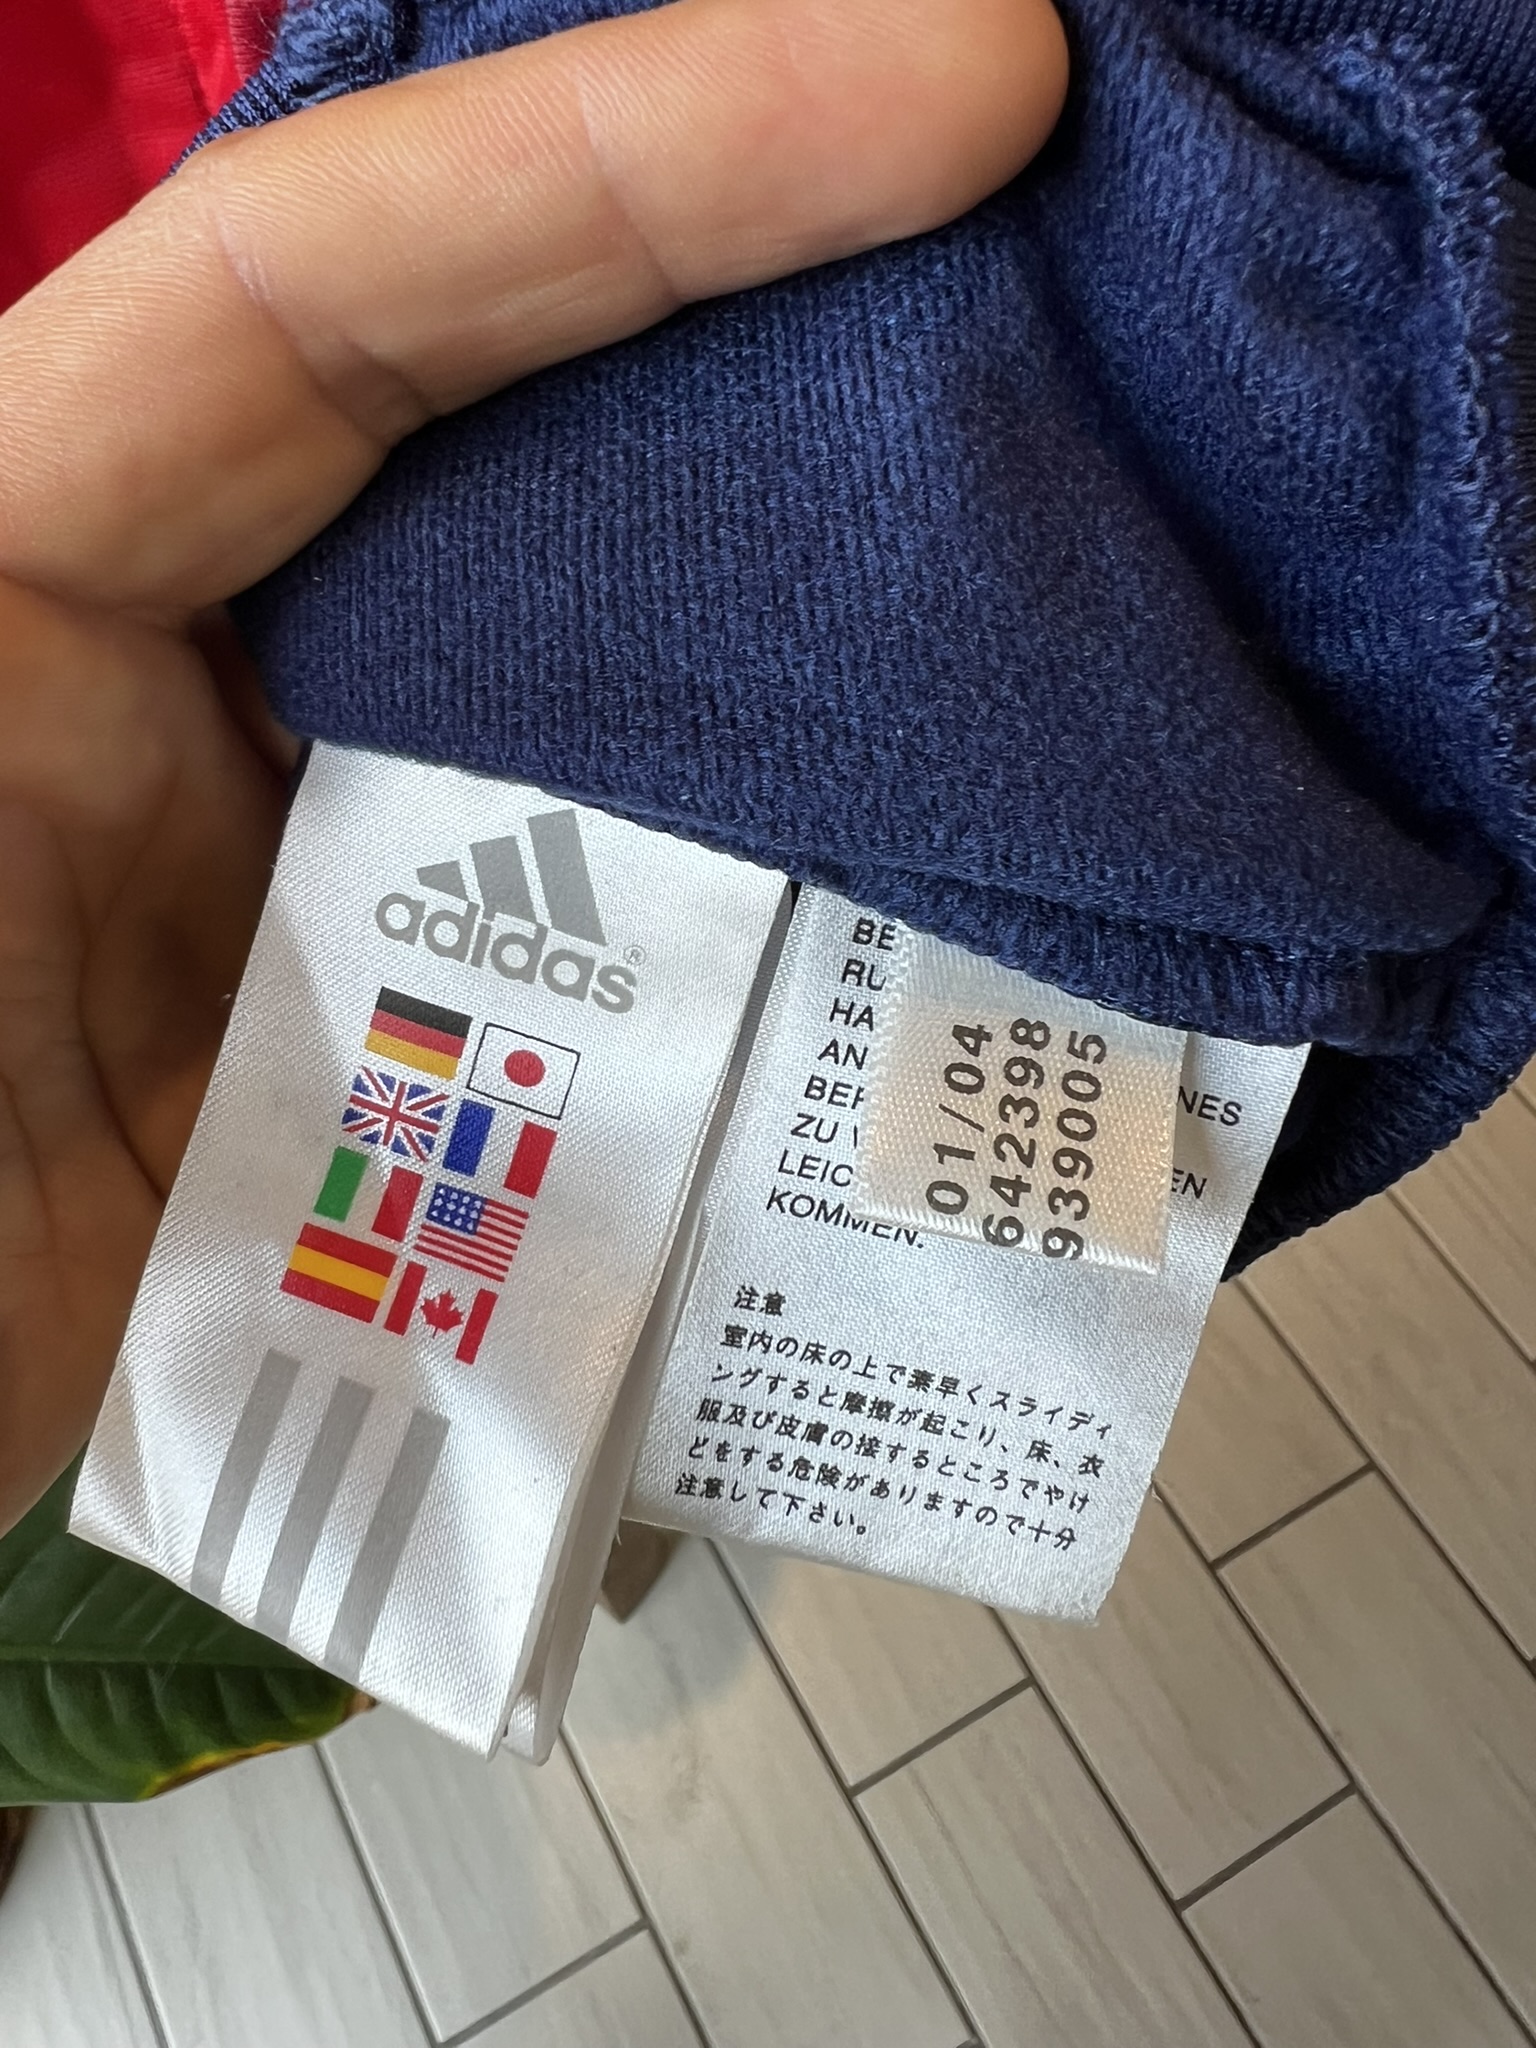 adidas®
BE
RU
HA
AN
BER NES
ZU
LEIC EN
KOMMEN.
01/04
642398
939005
注意
室内の床の上で素早くスライディ
ングすると摩擦が起こり、床、衣
服及び皮膚の接するところでやけ
どをする危険がありますので十分
注意して下さい。